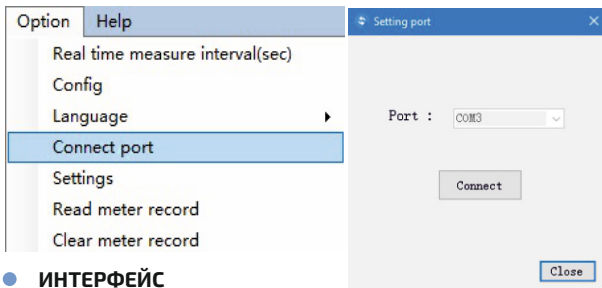 Option Help
Real time measure interval(sec)
Config
Language
Connect port
Settings
Read meter record
Clear meter record
Setting port
Port :
COM3
Connect
Close
ИНТЕРФЕЙС